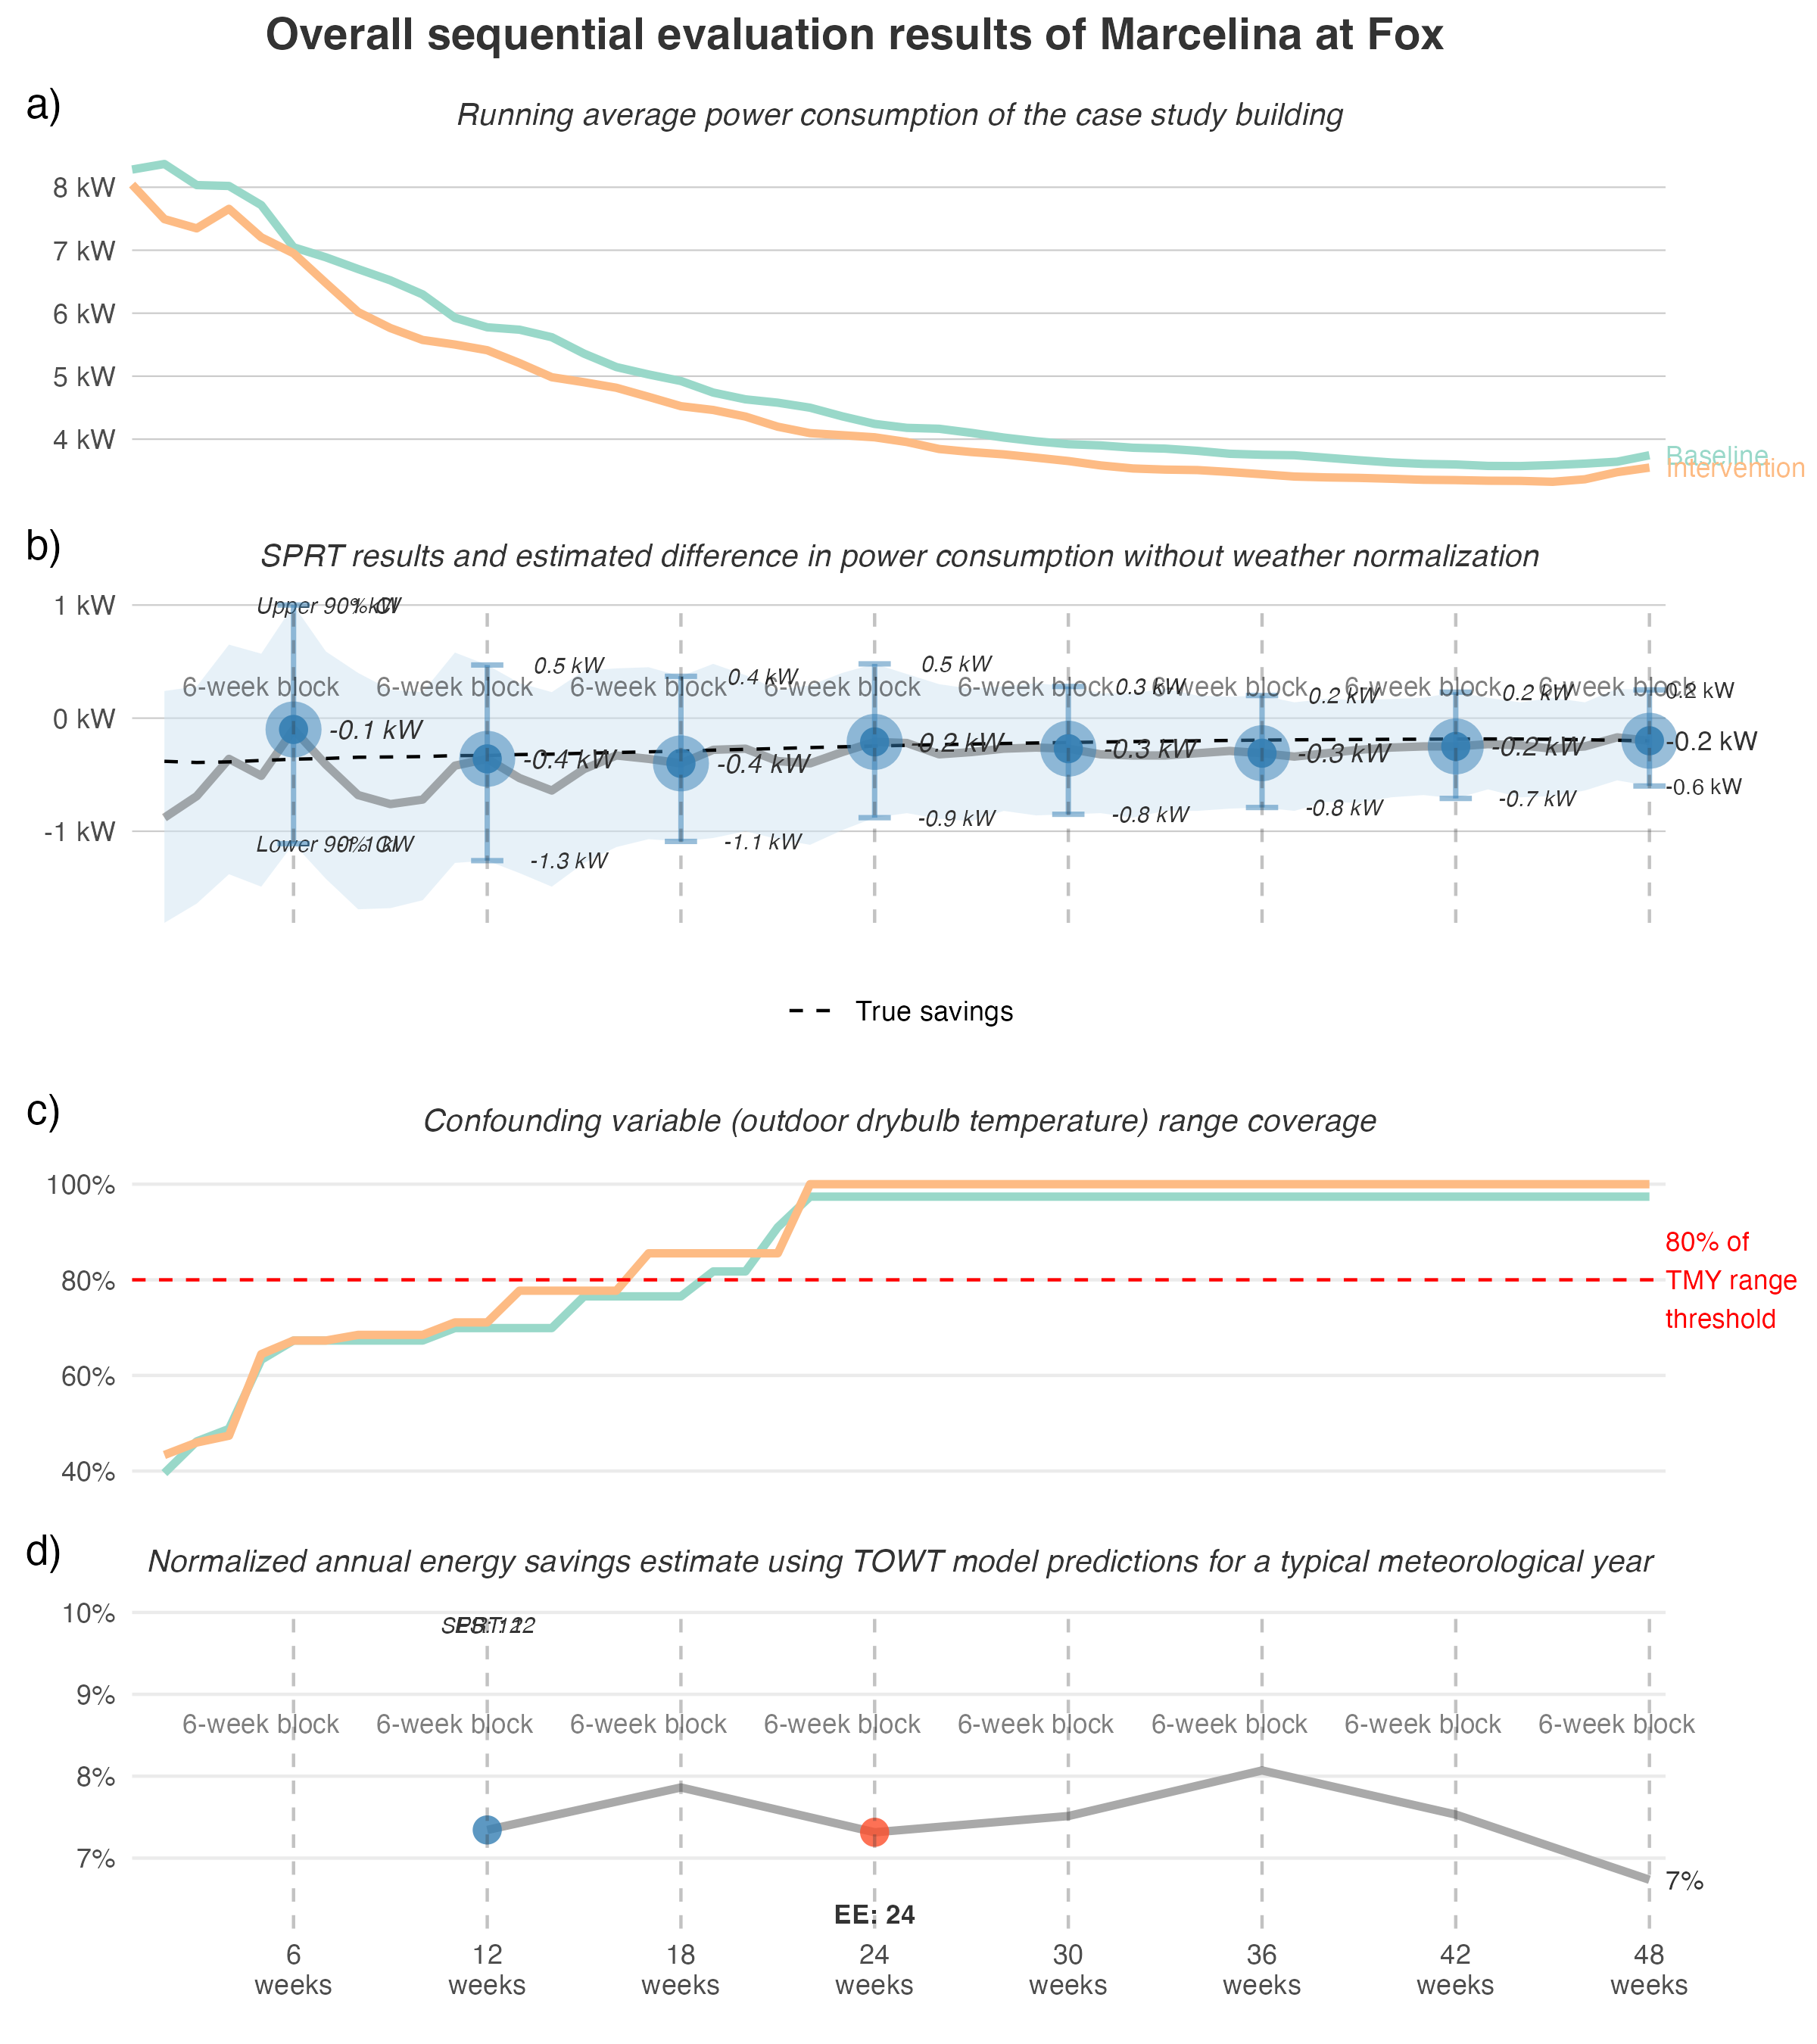 Overall sequential evaluation results of Marcelina at Fox
a)
Running average power consumption of the case study building
8 kW
7 kW
6 kW
5 kW
4 kW
Baseline
Intervention
b)
SPRT results and estimated difference in power consumption without weather normalization
1 kW
0 kW
-1 kW
Upper 90% CI
0.5 kW
0.4 kW
0.5 kW
0.3 kW
0.2 kW
0.2 kW
0.2 kW
6-week block
6-week block
6-week block
6-week block
6-week block
6-week block
6-week block
6-week block
-0.1 kW
-0.4 kW
-0.4 kW
-0.2 kW
-0.3 kW
-0.3 kW
-0.2 kW
-0.2 kW
Lower 90% CI
-1.1 kW
-1.3 kW
-1.1 kW
-0.9 kW
-0.8 kW
-0.8 kW
-0.7 kW
-0.6 kW
True savings
c)
Confounding variable (outdoor drybulb temperature) range coverage
100%
80%
60%
40%
80% of
TMY range
threshold
d)
Normalized annual energy savings estimate using TOWT model predictions for a typical meteorological year
10%
9%
8%
7%
SPRT: 12
6-week block
6-week block
6-week block
6-week block
6-week block
6-week block
6-week block
6-week block
7%
EE: 24
6
weeks
12
weeks
18
weeks
24
weeks
30
weeks
36
weeks
42
weeks
48
weeks